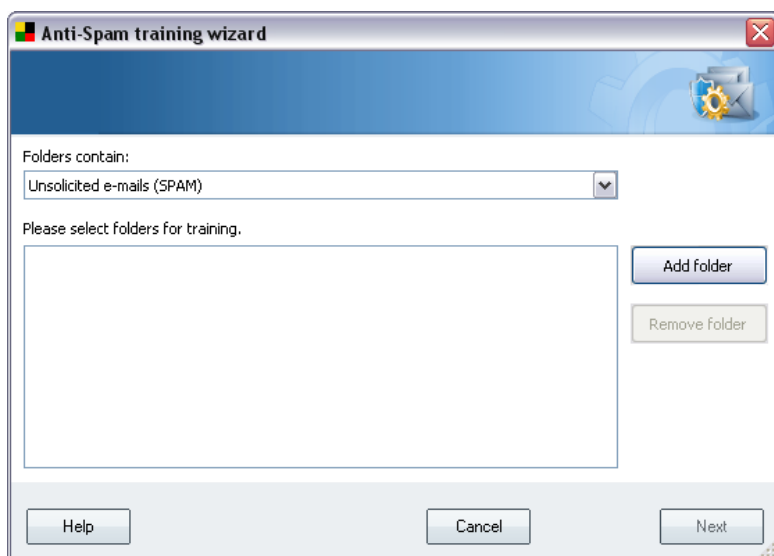 Anti-Spam training wizard
Folders contain:
Unsolicited e-mails (SPAM)
Please select folders for training.
Add folder
Remove folder
Help
Cancel
Next